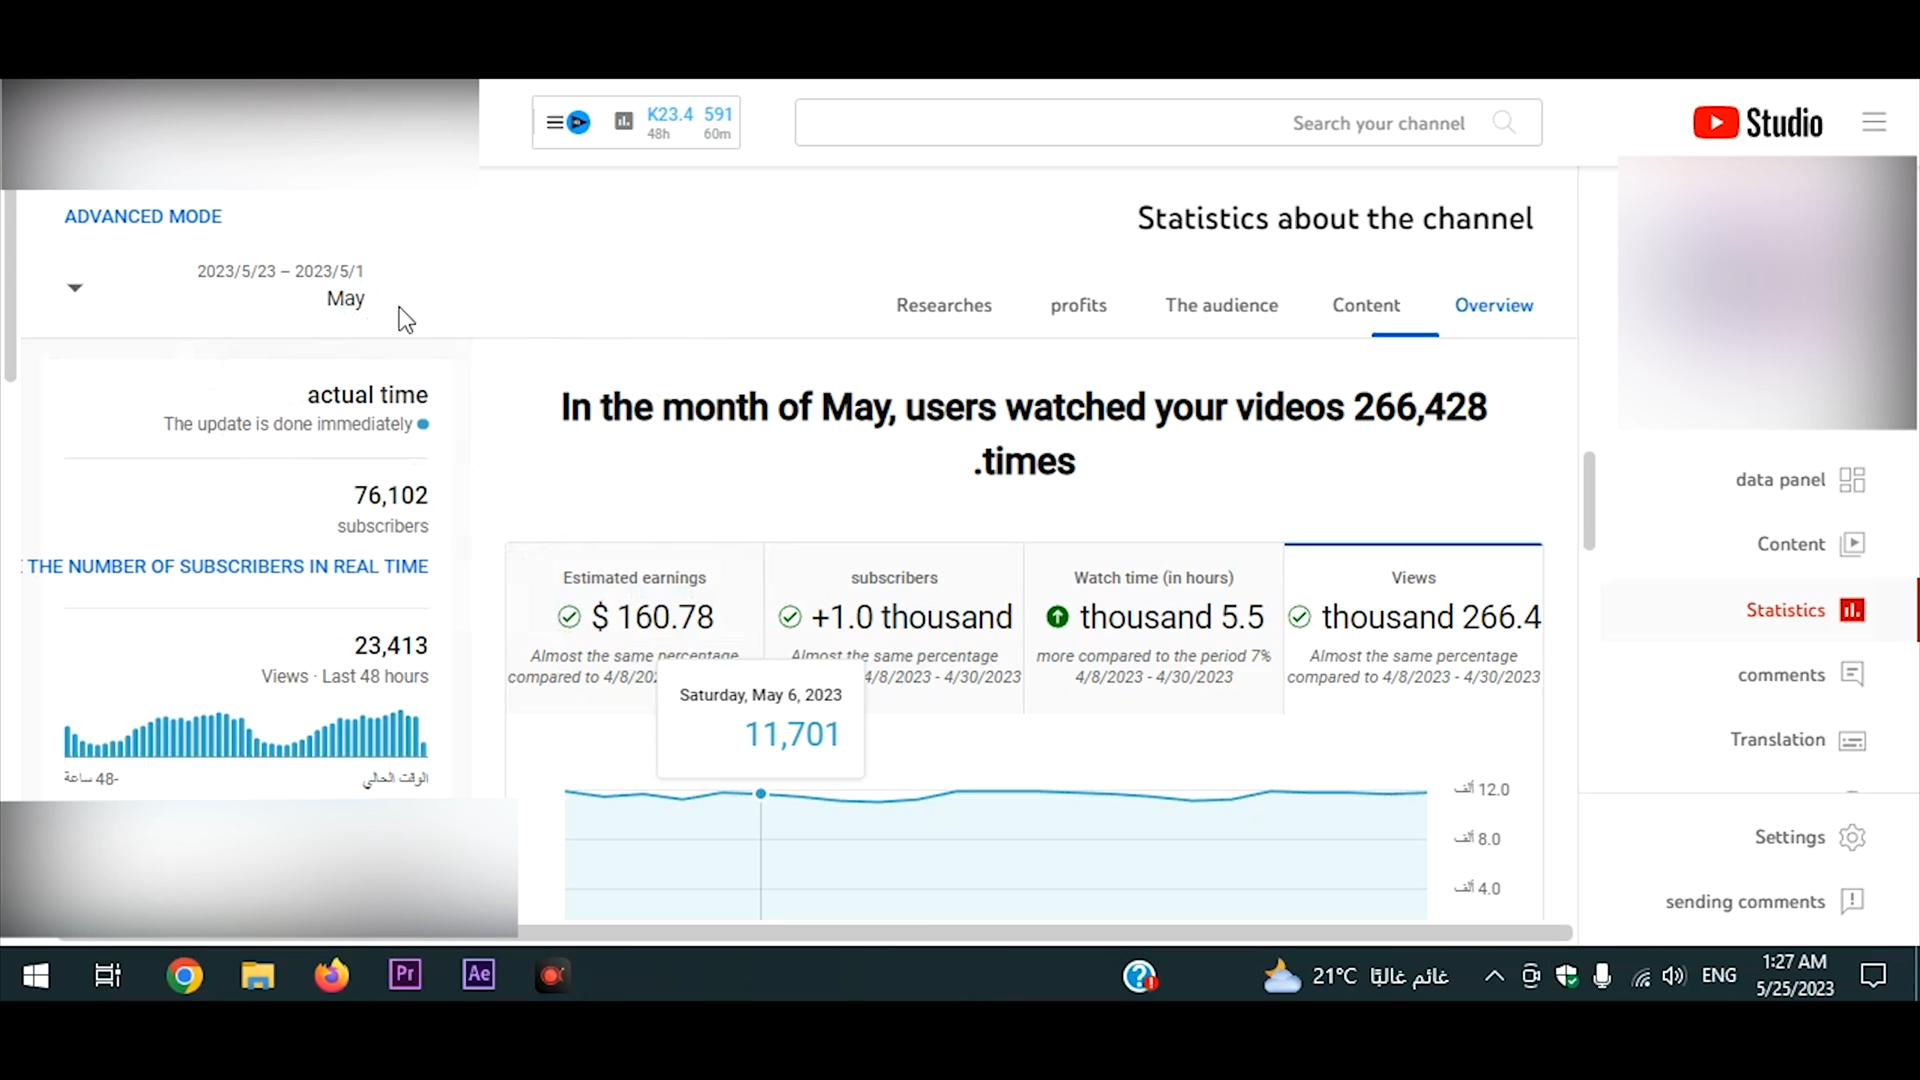 K23.4 591
48h 60m
Search your channel
Studio
ADVANCED MODE
Statistics about the channel
2023/5/23 – 2023/5/1
May
Researches profits The audience Content Overview
actual time
The update is done immediately
76,102
subscribers
THE NUMBER OF SUBSCRIBERS IN REAL TIME
23,413
Views · Last 48 hours
-48 ساعة
الوقت الحالي
In the month of May, users watched your videos 266,428
.times
Estimated earnings
$ 160.78
Almost the same percentage
compared to 4/8/202
subscribers
+1.0 thousand
Almost the same percentage
4/8/2023 - 4/30/2023
Watch time (in hours)
thousand 5.5
more compared to the period 7%
4/8/2023 - 4/30/2023
Views
thousand 266.4
Almost the same percentage
compared to 4/8/2023 - 4/30/2023
Saturday, May 6, 2023
11,701
12.0 ألف
8.0 ألف
4.0 ألف
data panel
Content
Statistics
comments
Translation
Settings
sending comments
Pr
Ae
21°C غائم غالبًا
ENG
1:27 AM
5/25/2023